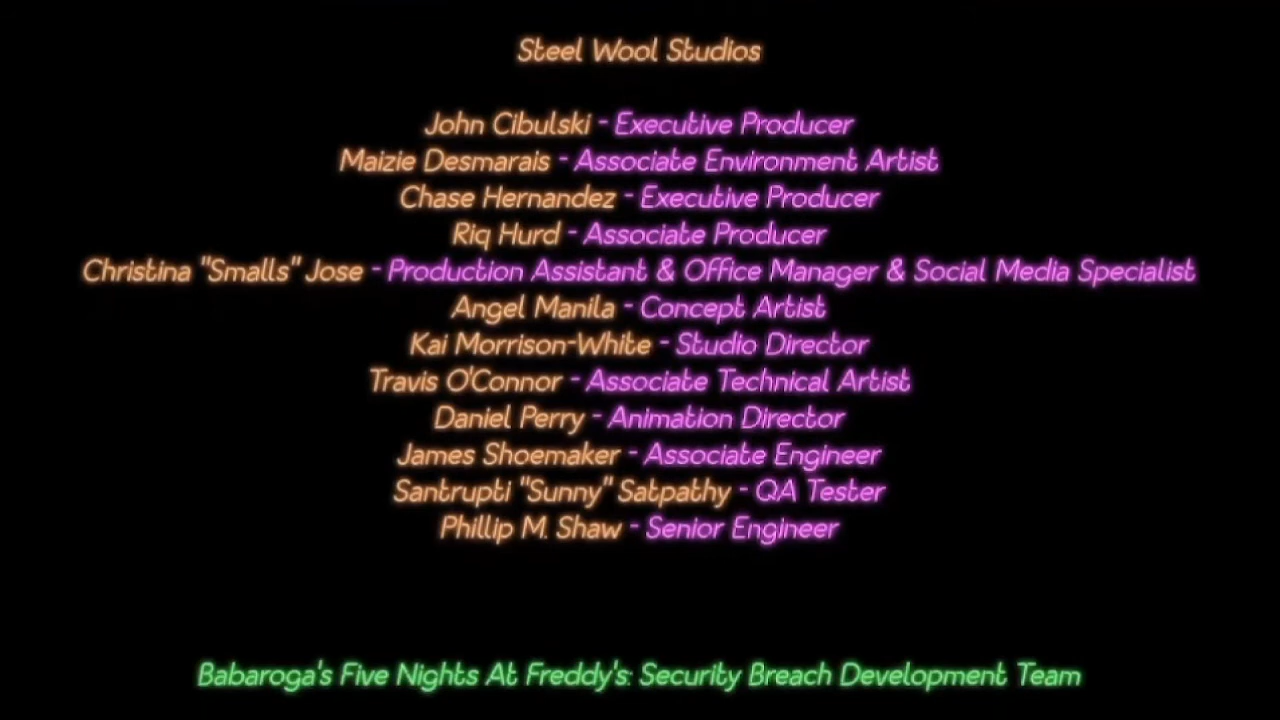 Steel Wool Studios
John Cibulski - Executive Producer
Maizie Desmarais - Associate Environment Artist
Chase Hernandez - Executive Producer
Riq Hurd - Associate Producer
Christina "Smalls" Jose - Production Assistant & Office Manager & Social Media Specialist
Angel Manila - Concept Artist
Kai Morrison-White - Studio Director
Travis O'Connor - Associate Technical Artist
Daniel Perry - Animation Director
James Shoemaker - Associate Engineer
Santrupti "Sunny" Satpathy - QA Tester
Phillip M. Shaw - Senior Engineer
Babaroga's Five Nights At Freddy's: Security Breach Development Team